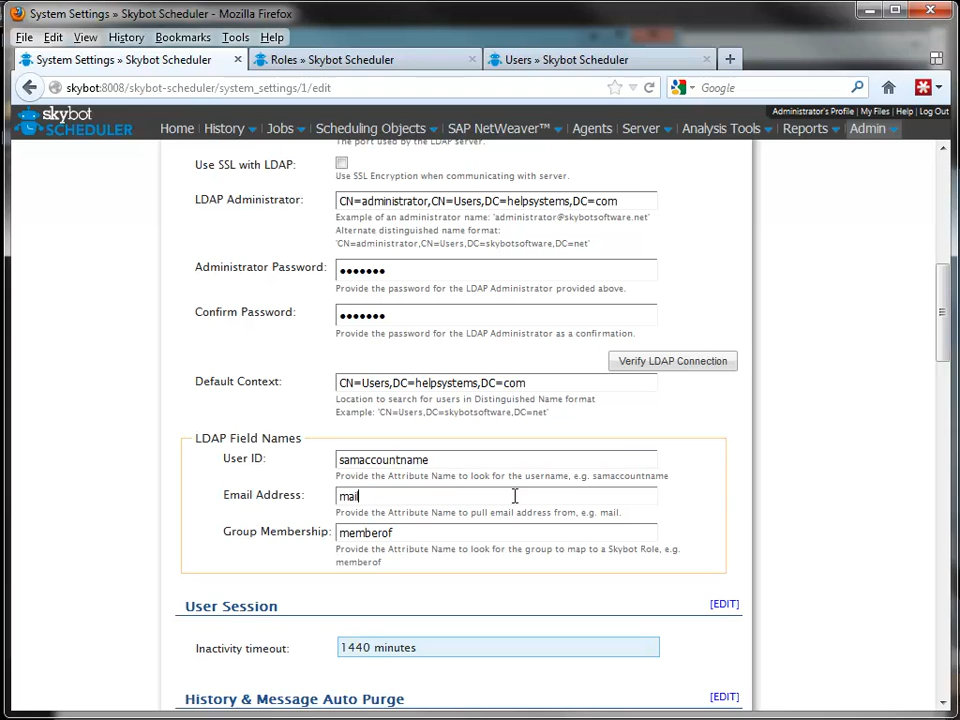 System Settings » Skybot Scheduler - Mozilla Firefox
File Edit View History Bookmarks Tools Help
System Settings » Skybot Scheduler × Roles » Skybot Scheduler × Users » Skybot Scheduler × +
skybot:8008/skybot-scheduler/system_settings/1/edit Google
Administrator's Profile | My Files | Help | Log Out
skybot
SCHEDULER
Home History Jobs Scheduling Objects SAP NetWeaver™ Agents Server Analysis Tools Reports Admin
The port used by the LDAP server.
Use SSL with LDAP:
Use SSL Encryption when communicating with server.
LDAP Administrator: CN=administrator,CN=Users,DC=helpsystems,DC=com
Example of an administrator name: 'administrator@skybotsoftware.net'
Alternate distinguished name format:
'CN=administrator,CN=Users,DC=skybotsoftware,DC=net'
Administrator Password: •••••••
Provide the password for the LDAP Administrator provided above.
Confirm Password: •••••••
Provide the password for the LDAP Administrator as a confirmation.
Verify LDAP Connection
Default Context: CN=Users,DC=helpsystems,DC=com
Location to search for users in Distinguished Name format
Example: 'CN=Users,DC=skybotsoftware,DC=net'
LDAP Field Names
User ID: samaccountname
Provide the Attribute Name to look for the username, e.g. samaccountname
Email Address: mail
Provide the Attribute Name to pull email address from, e.g. mail.
Group Membership: memberof
Provide the Attribute Name to look for the group to map to a Skybot Role, e.g.
memberof
User Session [EDIT]
Inactivity timeout: 1440 minutes
History & Message Auto Purge [EDIT]